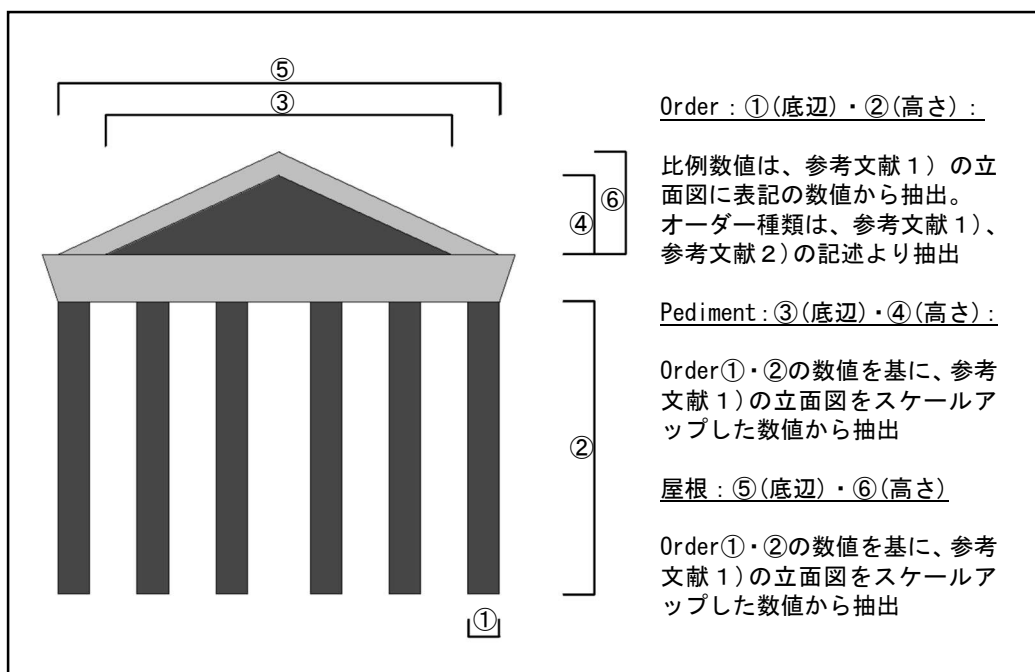 ⑤
③
⑥
④
②
①
Order：①(底辺)・②(高さ)：
比例数値は、参考文献１）の立
面図に表記の数値から抽出。
オーダー種類は、参考文献１)、
参考文献２)の記述より抽出
Pediment：③(底辺)・④(高さ)：
Order①・②の数値を基に、参考
文献１)の立面図をスケールア
ップした数値から抽出
屋根：⑤(底辺)・⑥(高さ)
Order①・②の数値を基に、参考
文献１)の立面図をスケールア
ップした数値から抽出